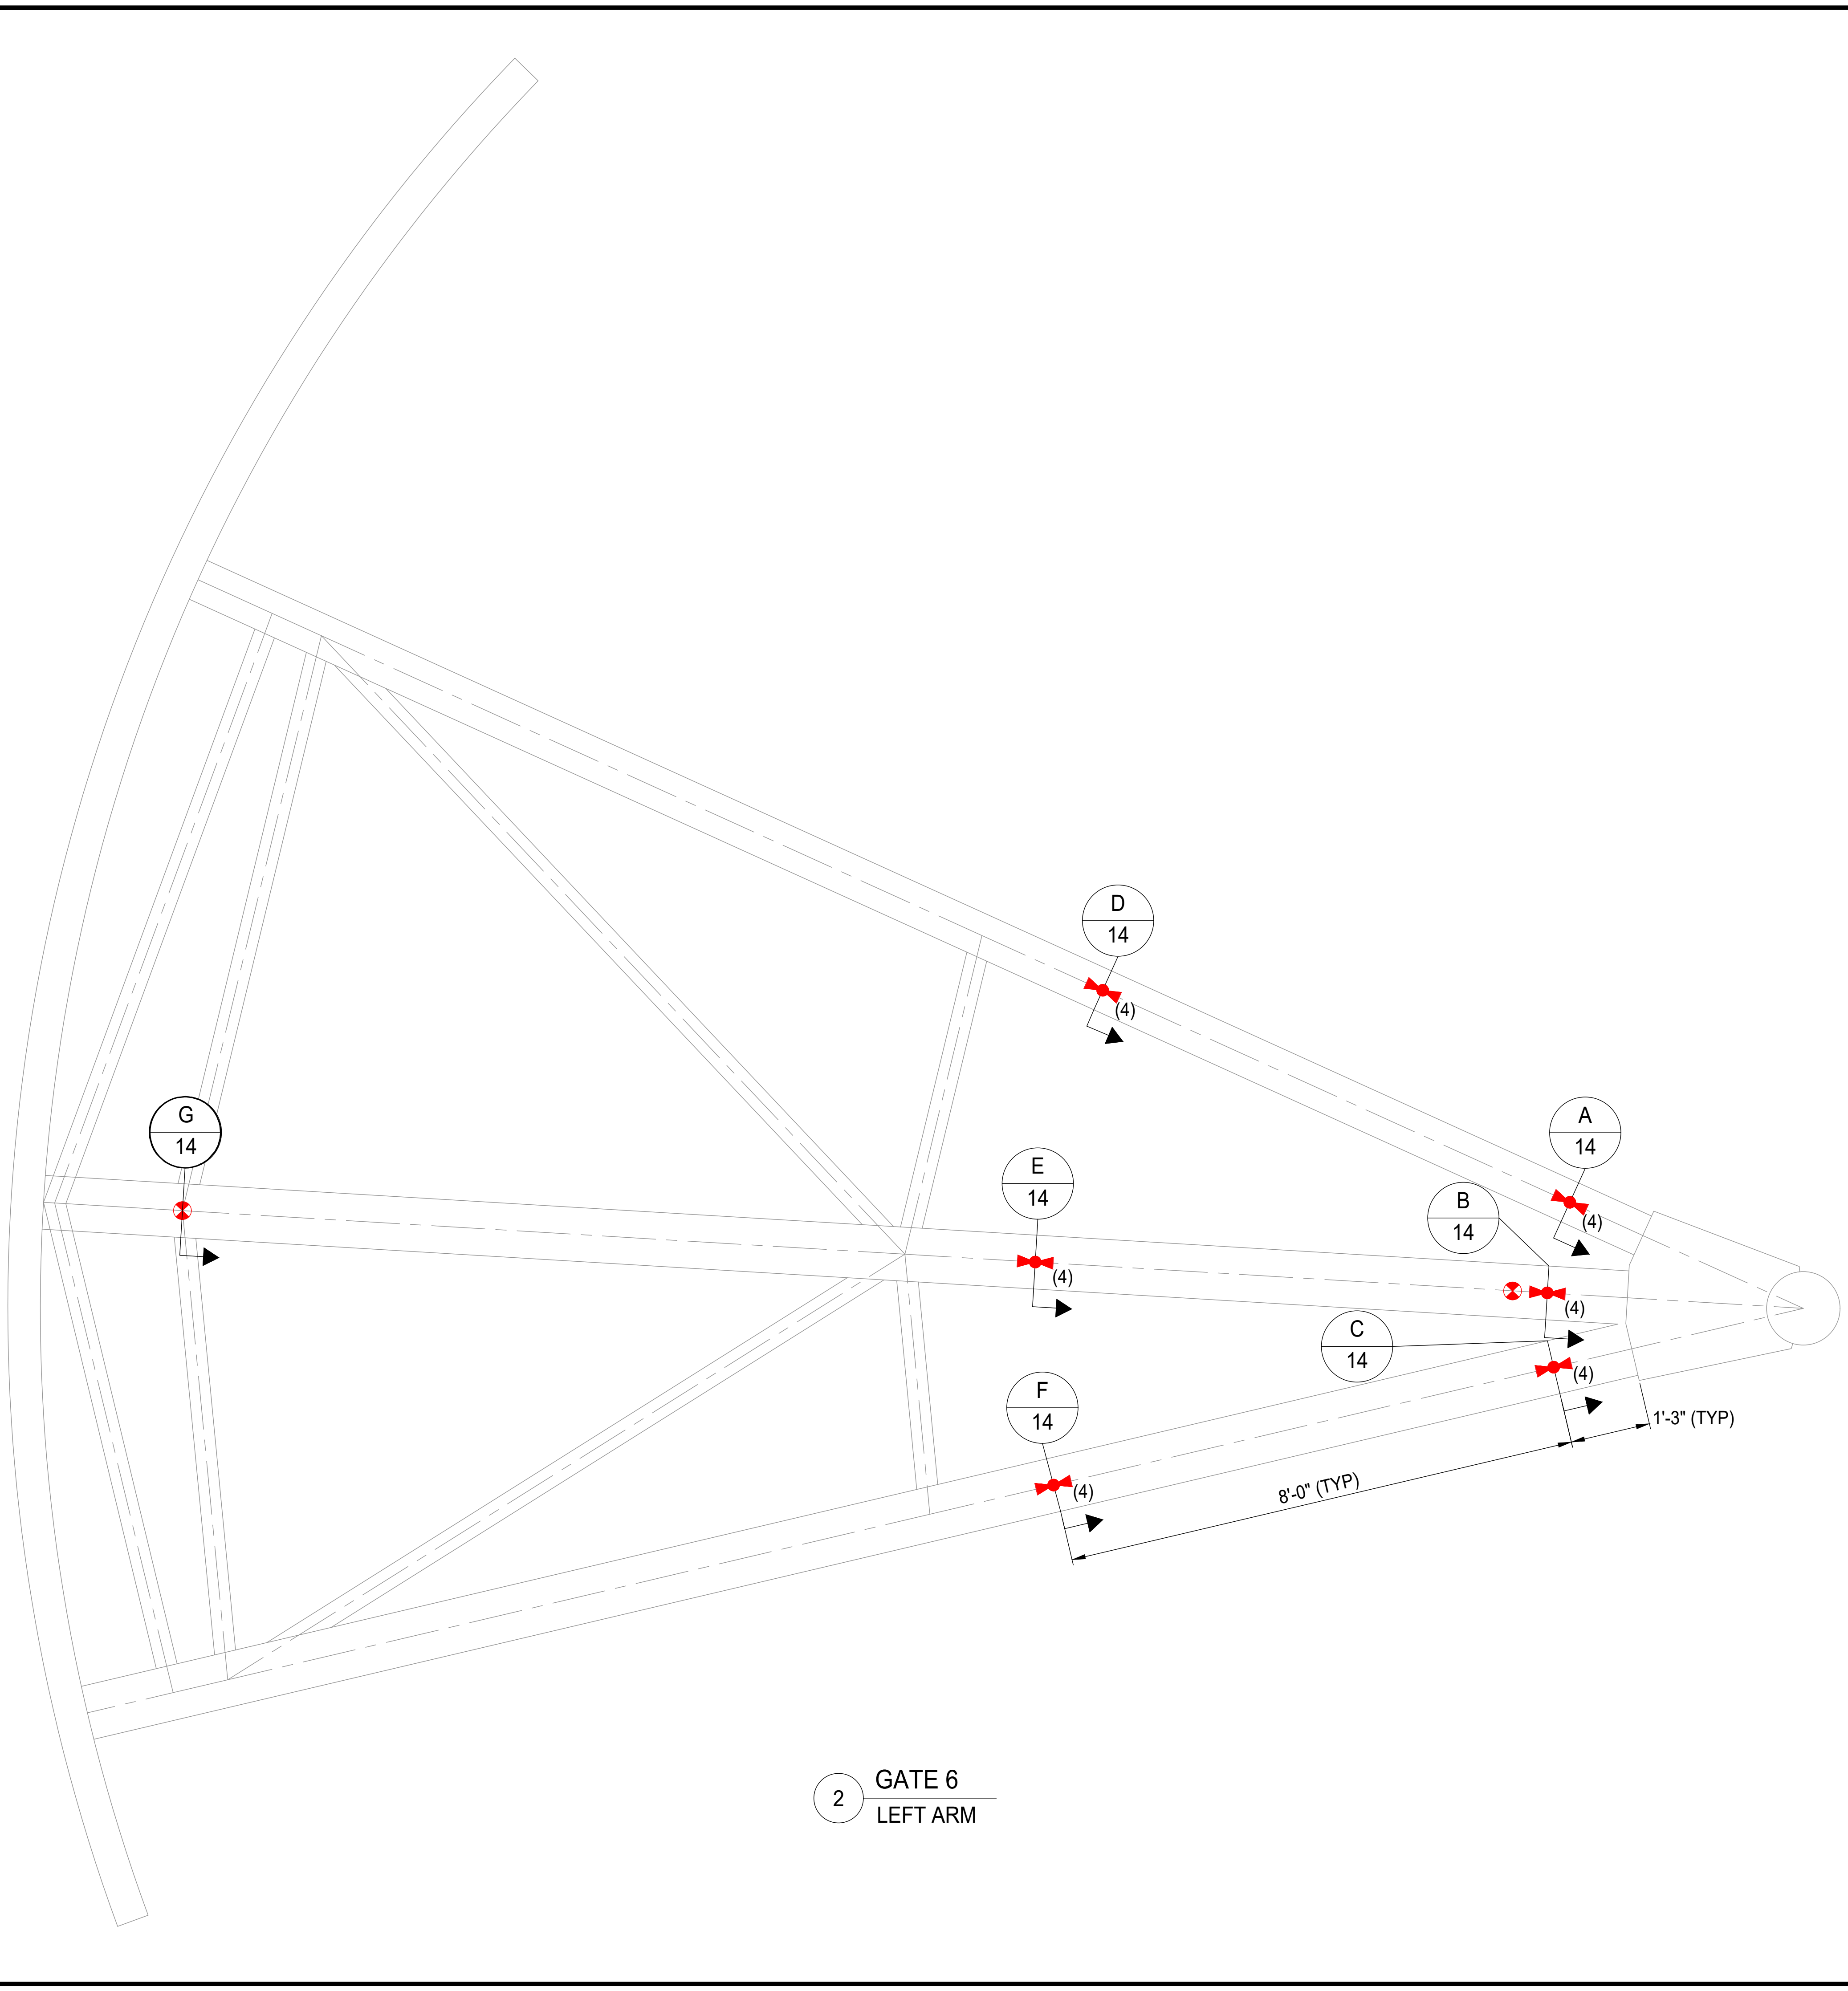 D
14
(4)
A
14
(4)
G
14
E
14
(4)
B
14
(4)
C
14
(4)
F
14
(4)
1'-3" (TYP)
8'-0" (TYP)
2
GATE 6
LEFT ARM